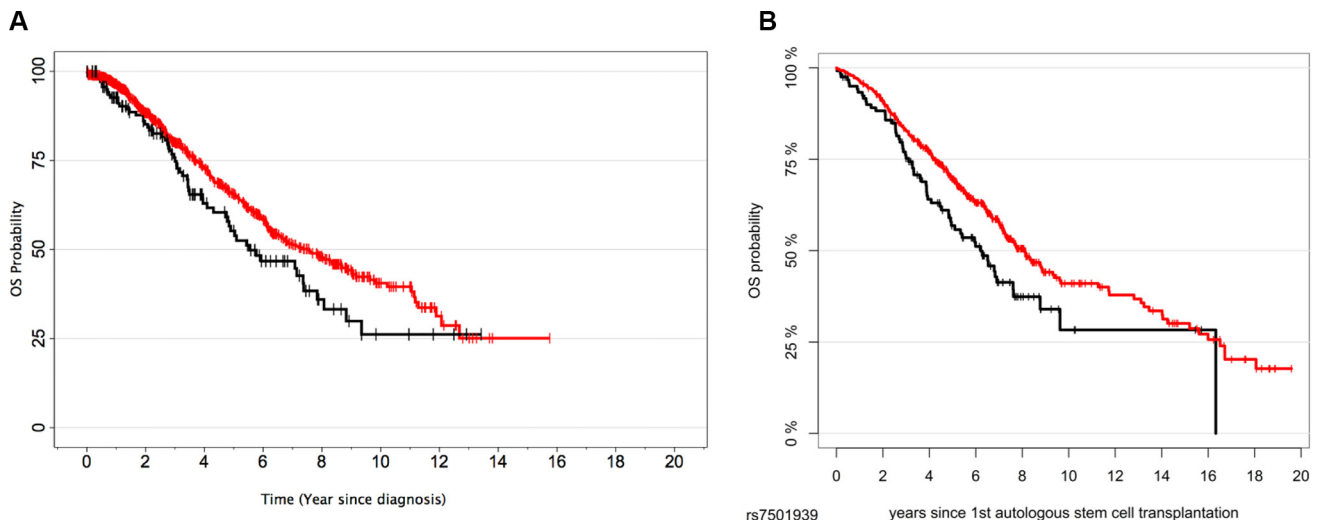 A
B
100
75
50
25
0
OS Probability
0 2 4 6 8 10 12 14 16 18 20
Time (Year since diagnosis)
100 %
75 %
50 %
25 %
0 %
OS probability
0 2 4 6 8 10 12 14 16 18 20
rs7501939 years since 1st autologous stem cell transplantation